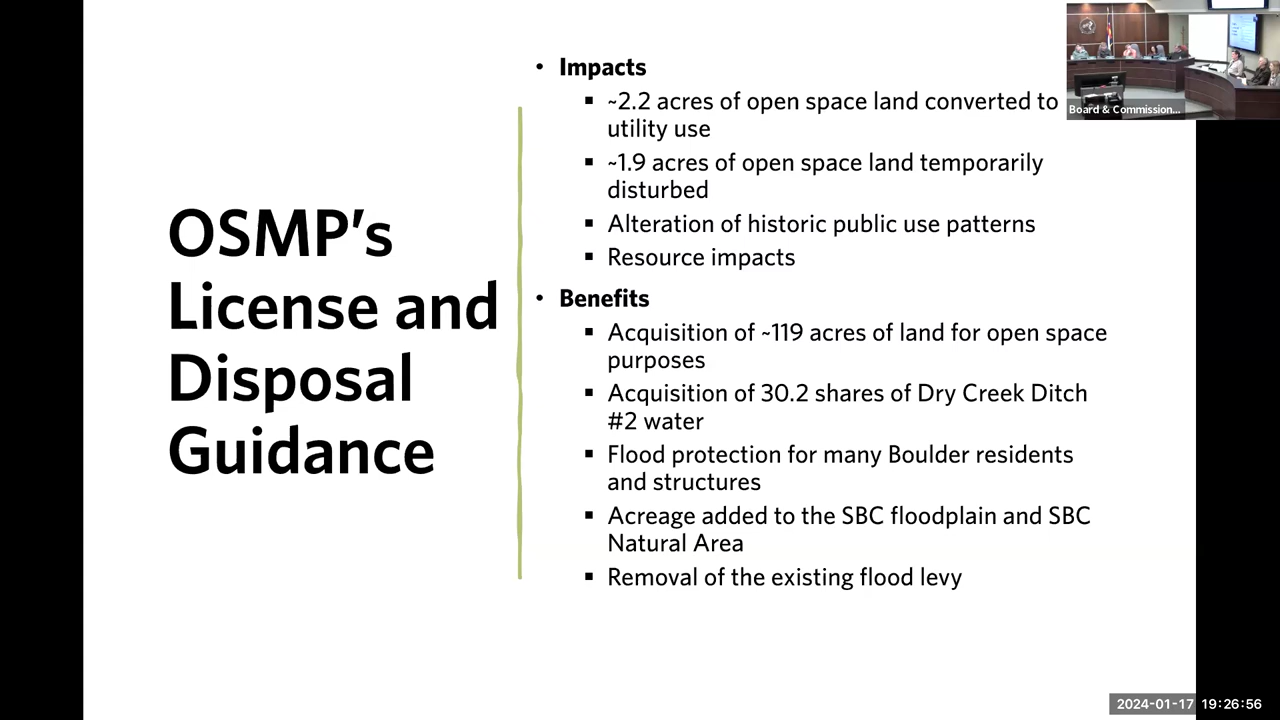 OSMP's
License and
Disposal
Guidance
• Impacts
▪ ~2.2 acres of open space land converted to
utility use
▪ ~1.9 acres of open space land temporarily
disturbed
▪ Alteration of historic public use patterns
▪ Resource impacts
• Benefits
▪ Acquisition of ~119 acres of land for open space
purposes
▪ Acquisition of 30.2 shares of Dry Creek Ditch
#2 water
▪ Flood protection for many Boulder residents
and structures
▪ Acreage added to the SBC floodplain and SBC
Natural Area
▪ Removal of the existing flood levy
Board & Commission...
2024-01-17 19:26:56